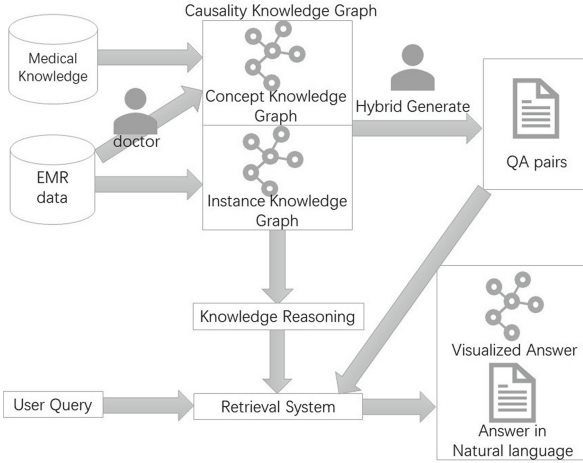 Causality Knowledge Graph
Medical
Knowledge
Concept Knowledge
Graph
Hybrid Generate
doctor
EMR
data
Instance Knowledge
Graph
QA pairs
Knowledge Reasoning
Visualized Answer
User Query
Retrieval System
Answer in
Natural language